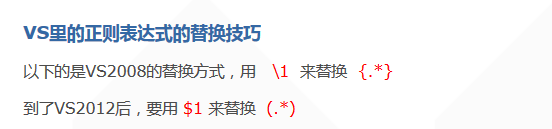 VS里的正则表达式的替换技巧
以下的是VS2008的替换方式，用 \1 来替换 {.*}
到了VS2012后，要用 $1 来替换 (.*)